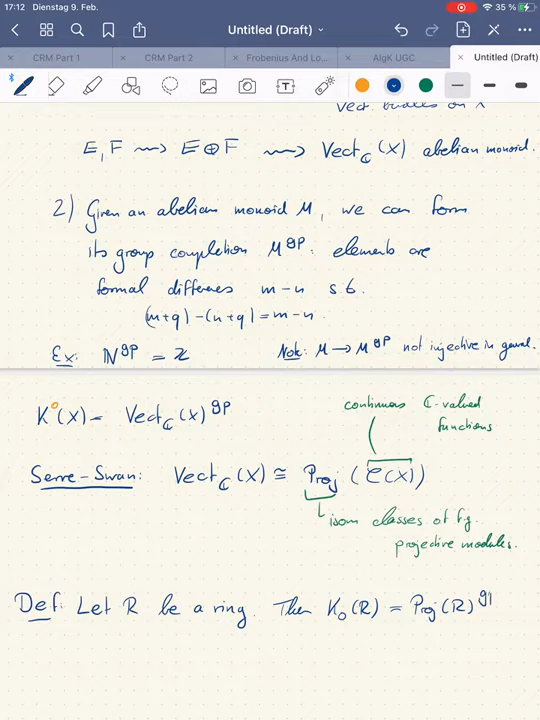 17:12 Dienstag 9. Feb.
35 %
Untitled (Draft)
CRM Part 1
CRM Part 2
Frobenius And Lo...
AlgK UGC
Untitled (Draft)
Vect. bundles on X
E, F ⇝ E ⊕ F ⇝ Vect_ℂ(X) abelian monoid.
2) Given an abelian monoid M, we can form
its group completion M^gp: elements are
formal differences m-n s.t.
(m+q) - (n+q) = m-n.
Ex: ℕ^gp = ℤ
Note: M → M^gp not injective in general.
K^0(X) = Vect_ℂ(X)^gp
continuous ℂ-valued
functions
Serre-Swan: Vect_ℂ(X) ≅ Proj(C(X))
isom classes of f.g.
projective modules.
Def: Let R be a ring. Then K_0(R) = Proj(R)^gp